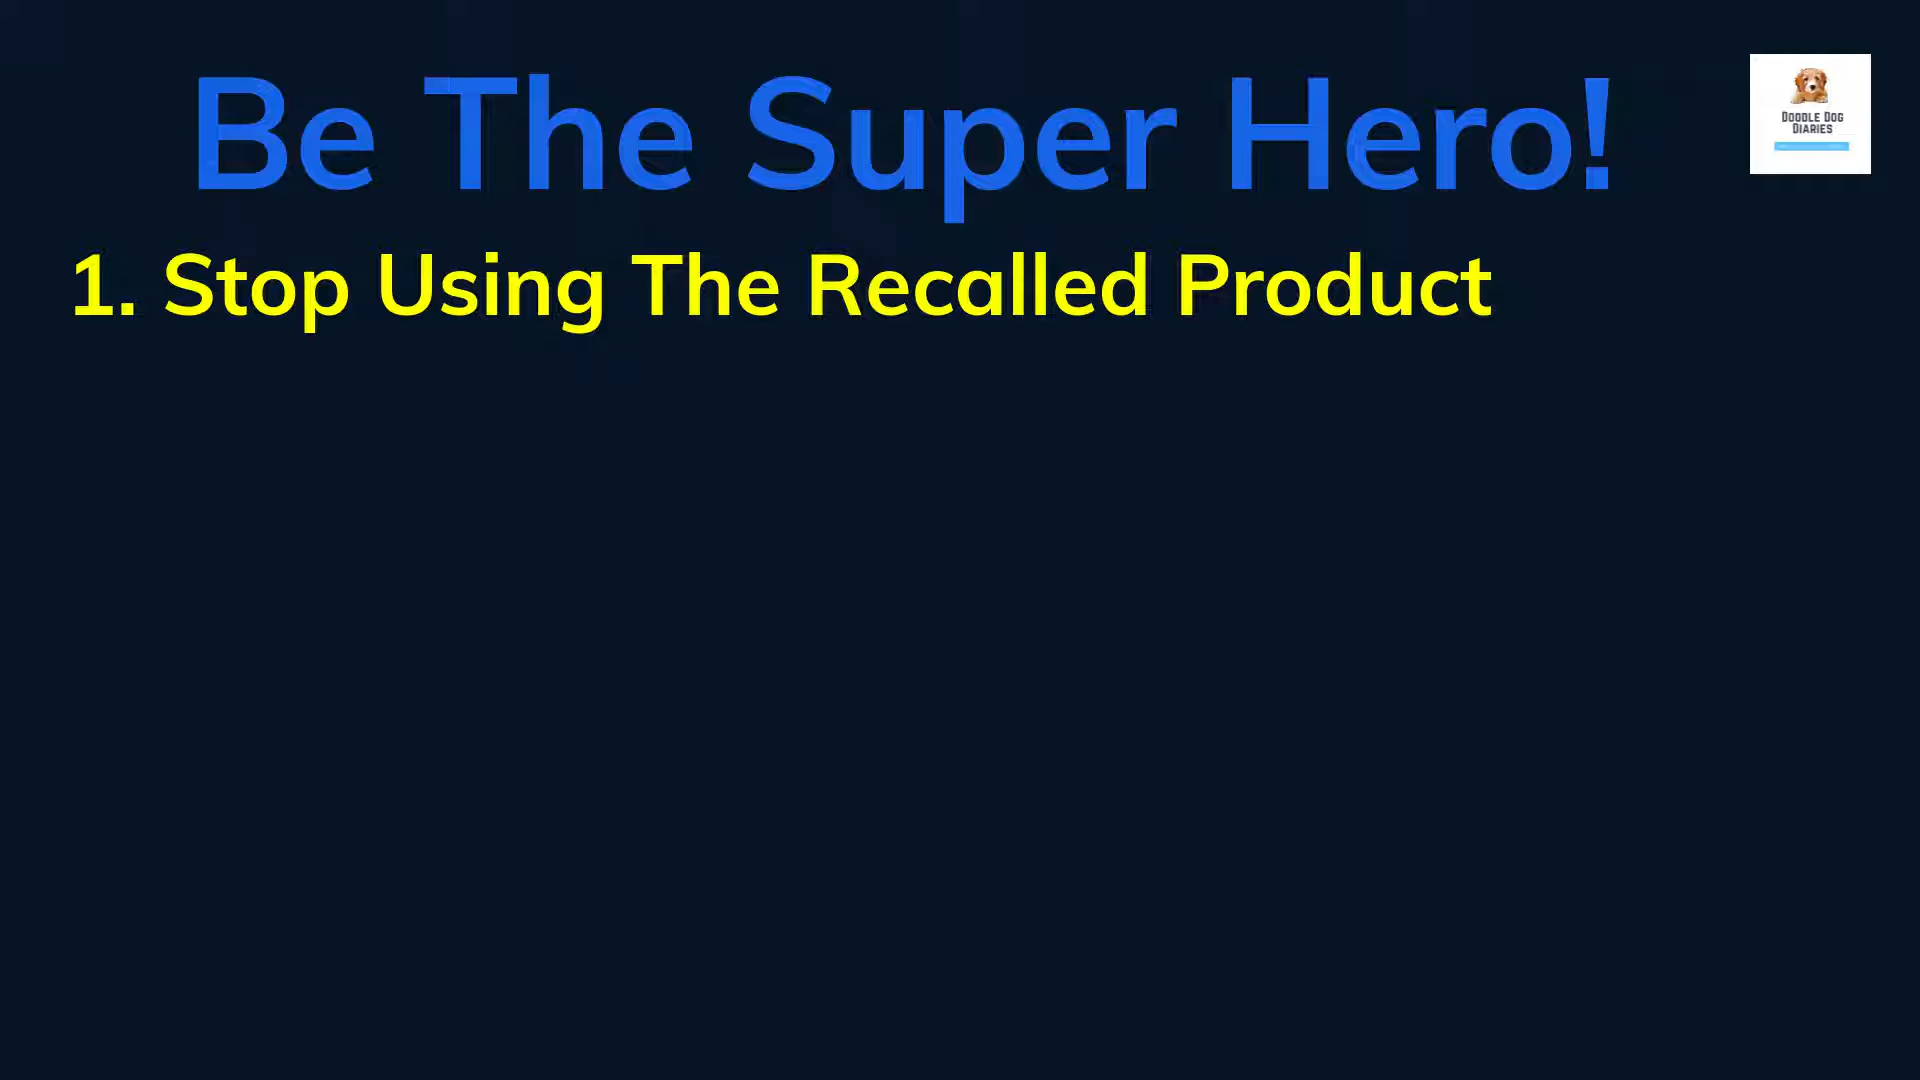 Be The Super Hero!
DOODLE DOG
DIARIES
1. Stop Using The Recalled Product